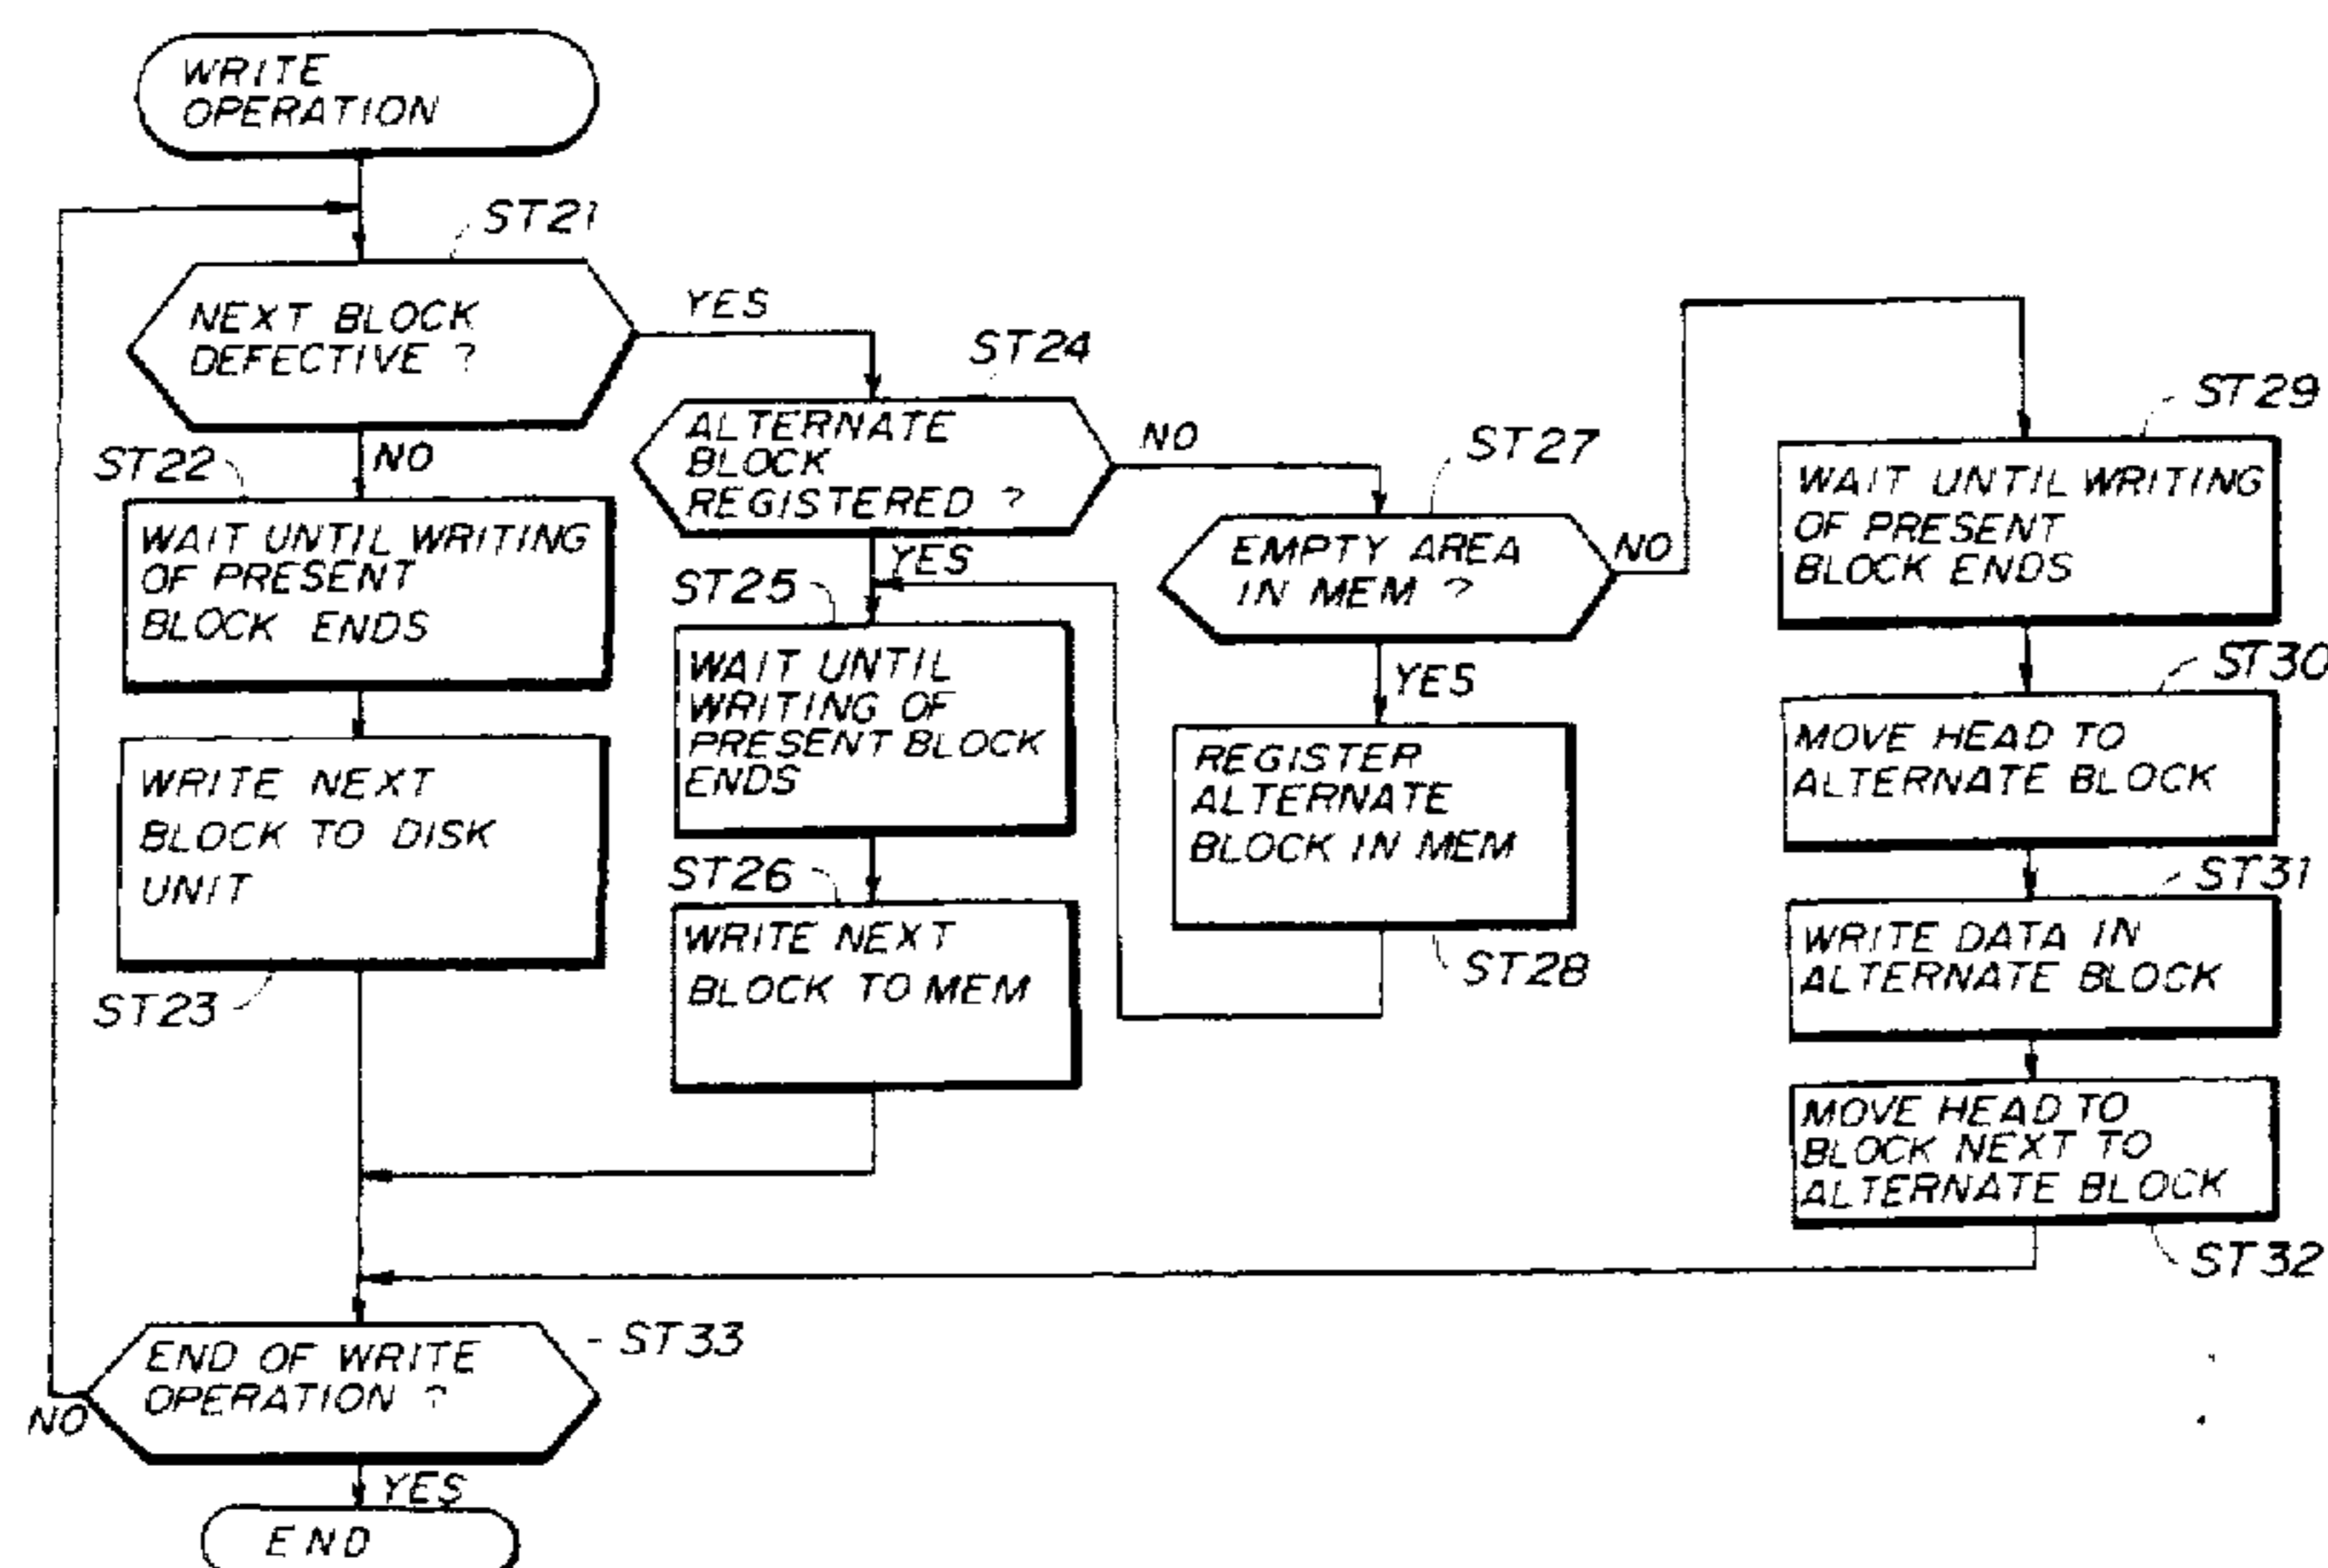 WRITE
OPERATION
ST21
NEXT BLOCK
DEFECTIVE ?
YES
NO
ST22
WAIT UNTIL WRITING
OF PRESENT
BLOCK ENDS
WRITE NEXT
BLOCK TO DISK
UNIT
ST23
ST24
ALTERNATE
BLOCK
REGISTERED ?
NO
YES
ST25
WAIT UNTIL
WRITING OF
PRESENT BLOCK
ENDS
ST26
WRITE NEXT
BLOCK TO MEM
ST27
EMPTY AREA
IN MEM ?
NO
YES
REGISTER
ALTERNATE
BLOCK IN MEM
ST28
ST29
WAIT UNTIL WRITING
OF PRESENT
BLOCK ENDS
ST30
MOVE HEAD TO
ALTERNATE BLOCK
ST31
WRITE DATA IN
ALTERNATE BLOCK
MOVE HEAD TO
BLOCK NEXT TO
ALTERNATE BLOCK
ST32
ST33
END OF WRITE
OPERATION ?
NO
YES
END